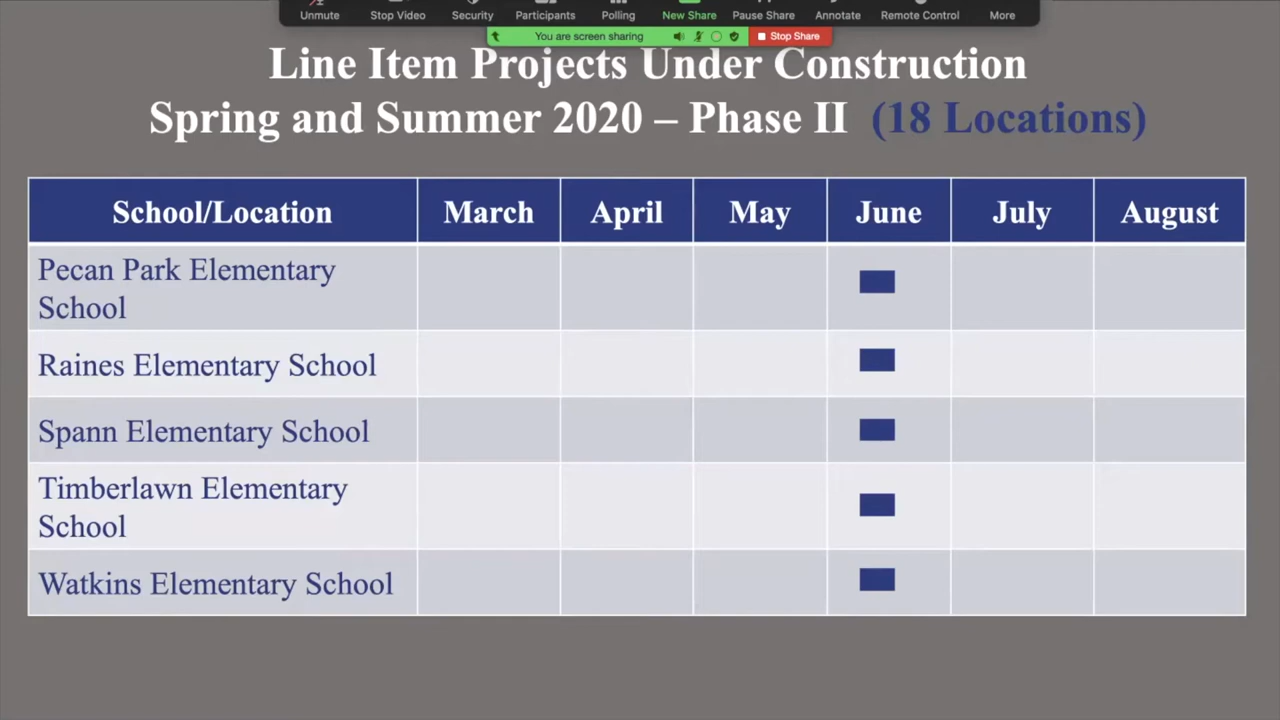 Unmute Stop Video Security Participants Polling New Share Pause Share Annotate Remote Control More
You are screen sharing Stop Share
Line Item Projects Under Construction
Spring and Summer 2020 – Phase II (18 Locations)
School/Location March April May June July August
Pecan Park Elementary
School
Raines Elementary School
Spann Elementary School
Timberlawn Elementary
School
Watkins Elementary School